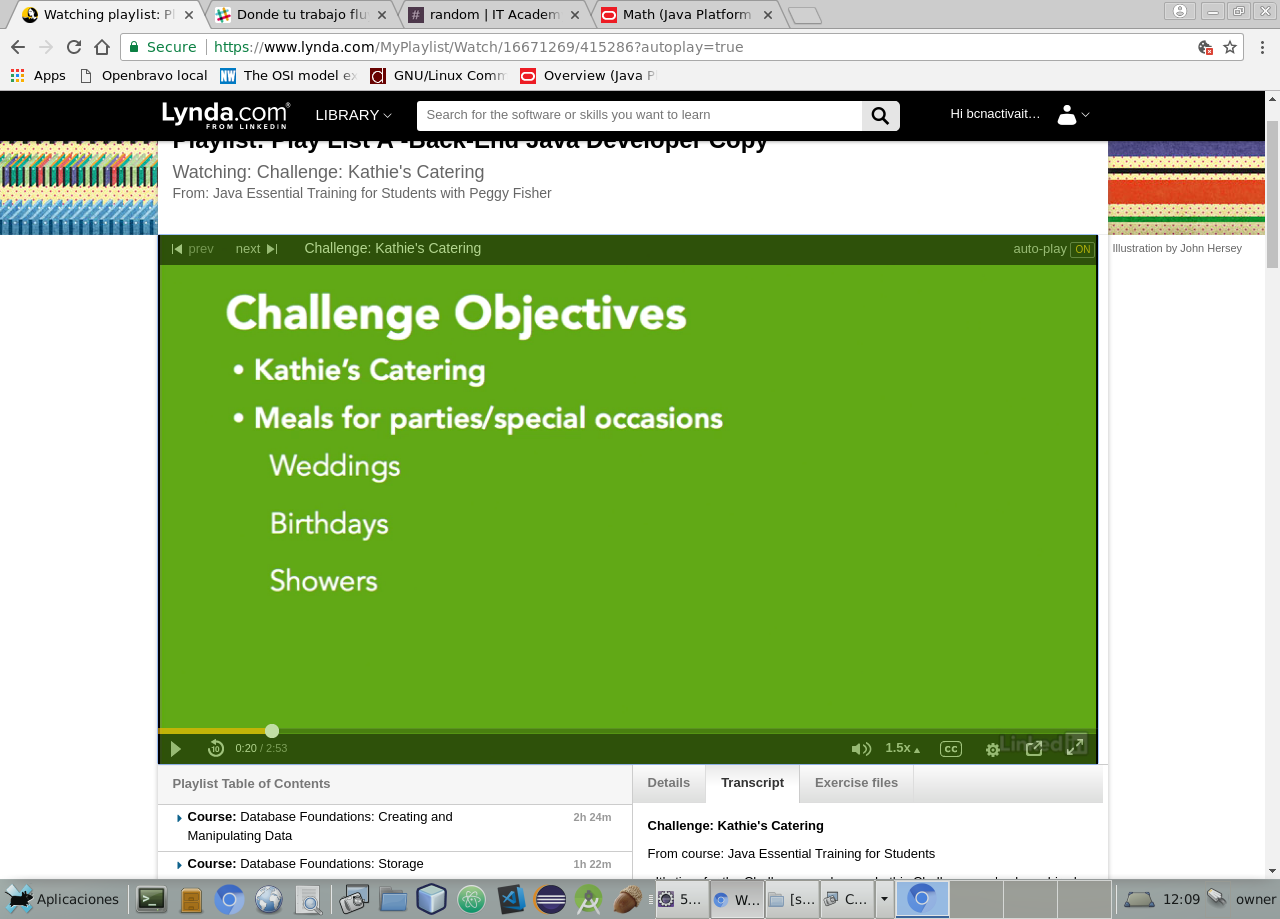 Watching playlist: Pl
Donde tu trabajo flu
random | IT Academ
Math (Java Platform
Secure
https://www.lynda.com/MyPlaylist/Watch/16671269/415286?autoplay=true
Apps
Openbravo local
The OSI model ex
GNU/Linux Comm
Overview (Java Pl
Lynda.com
FROM LINKEDIN
LIBRARY
Search for the software or skills you want to learn
Hi bcnactivait…
Playlist: Play List A -Back-End Java Developer Copy
Watching: Challenge: Kathie's Catering
From: Java Essential Training for Students with Peggy Fisher
Illustration by John Hersey
prev
next
Challenge: Kathie's Catering
auto-play ON
Challenge Objectives
• Kathie's Catering
• Meals for parties/special occasions
Weddings
Birthdays
Showers
10
0:20 / 2:53
1.5x
cc
Linked in
Playlist Table of Contents
Course: Database Foundations: Creating and
Manipulating Data
2h 24m
Course: Database Foundations: Storage
1h 22m
Details
Transcript
Exercise files
Challenge: Kathie's Catering
From course: Java Essential Training for Students
Aplicaciones
5...
W...
[s...
C...
12:09
owner